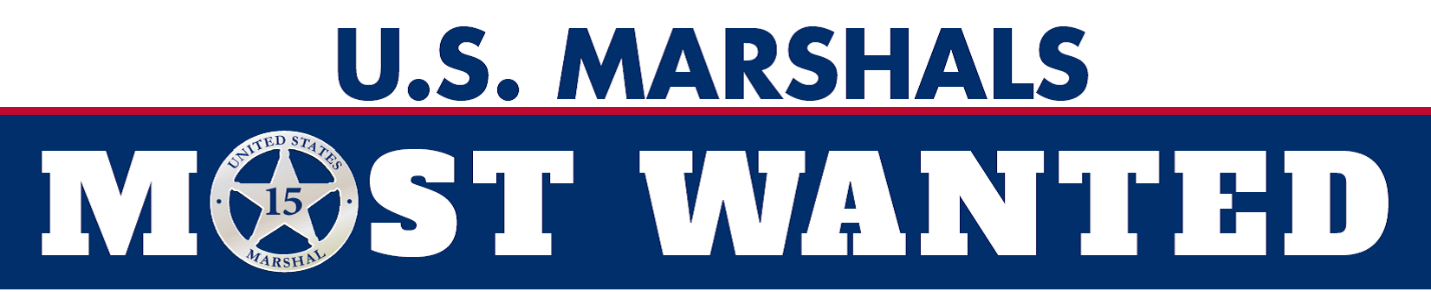 U.S. MARSHALS
MOST WANTED
UNITED STATES
15
MARSHAL